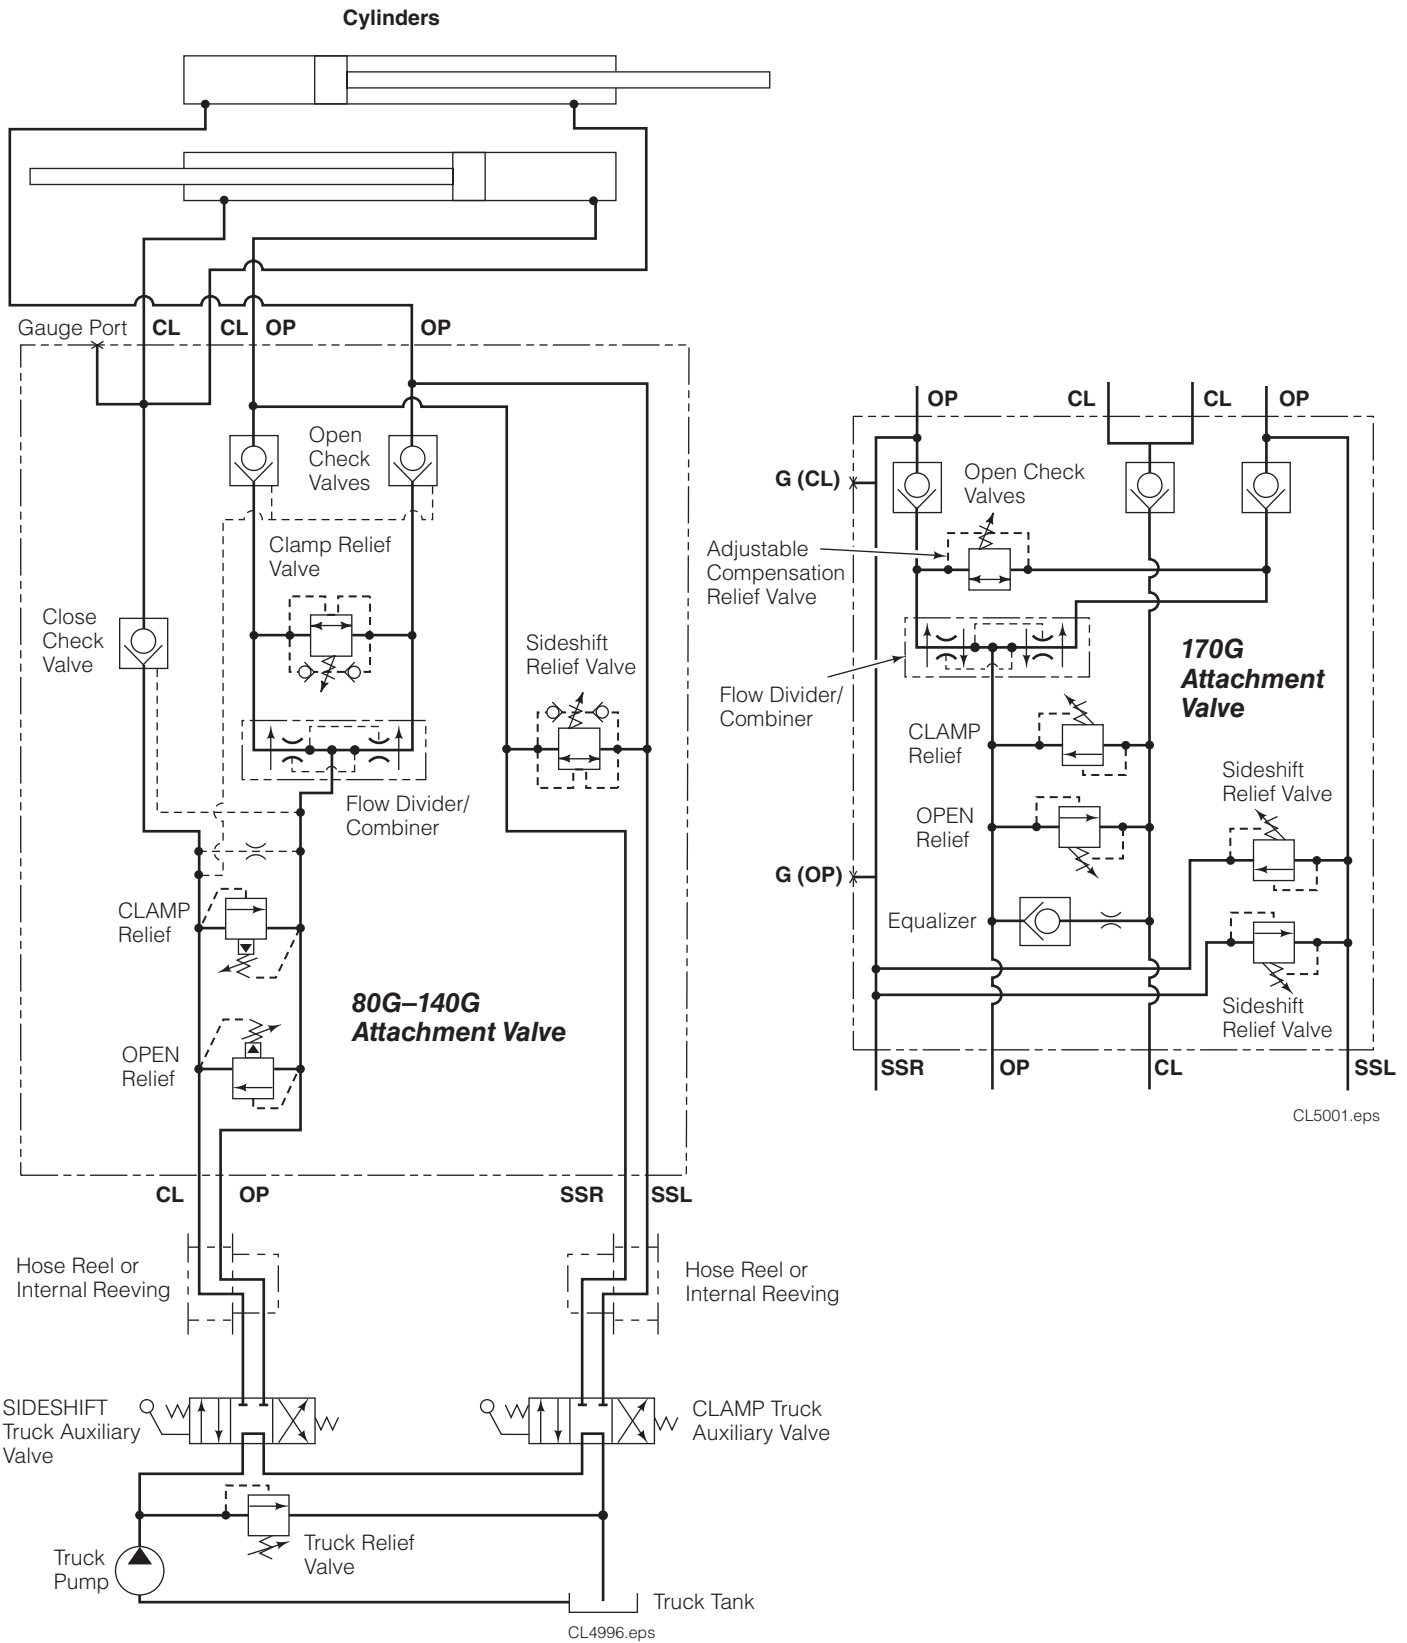 Cylinders
Gauge Port
CL
CL
OP
OP
Open
Check
Valves
Clamp Relief
Valve
Close
Check
Valve
Sideshift
Relief Valve
Flow Divider/
Combiner
CLAMP
Relief
80G–140G
Attachment Valve
OPEN
Relief
CL
OP
SSR
SSL
Hose Reel or
Internal Reeving
Hose Reel or
Internal Reeving
SIDESHIFT
Truck Auxiliary
Valve
CLAMP Truck
Auxiliary Valve
Truck Relief
Valve
Truck
Pump
Truck Tank
CL4996.eps
OP
CL
CL
OP
G (CL)
Open Check
Valves
Adjustable
Compensation
Relief Valve
170G
Attachment
Valve
Flow Divider/
Combiner
CLAMP
Relief
Sideshift
Relief Valve
OPEN
Relief
G (OP)
Equalizer
Sideshift
Relief Valve
SSR
OP
CL
SSL
CL5001.eps